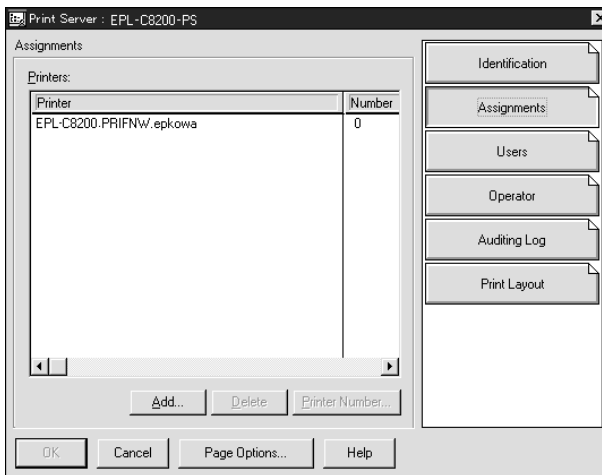 Print Server : EPL-C8200-PS
Assignments
Printers:
Printer Number
EPL-C8200.PRIFNW.epkowa 0
Add... Delete Printer Number...
OK Cancel Page Options... Help
Identification
Assignments
Users
Operator
Auditing Log
Print Layout